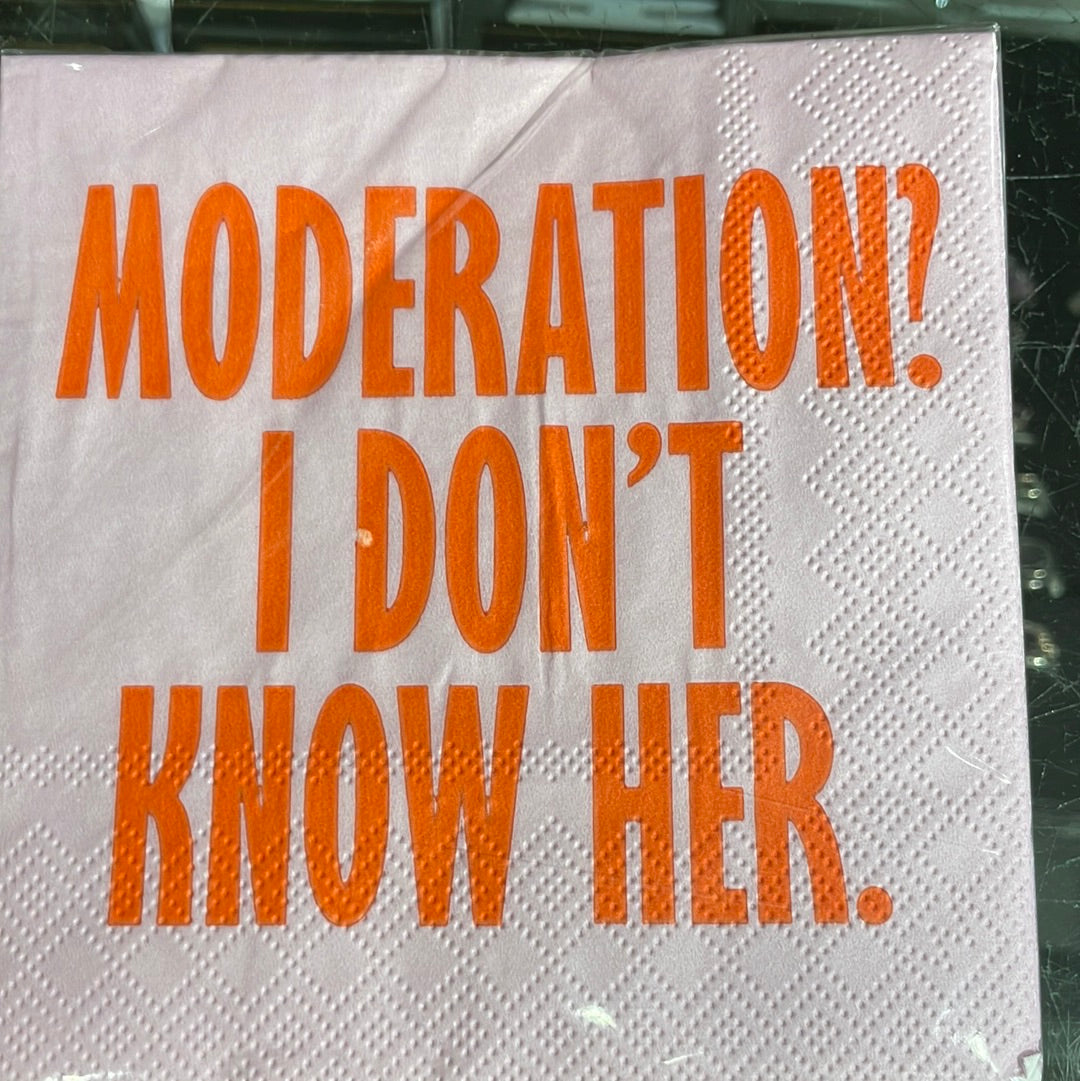 MODERATION?
I DON'T
KNOW HER.